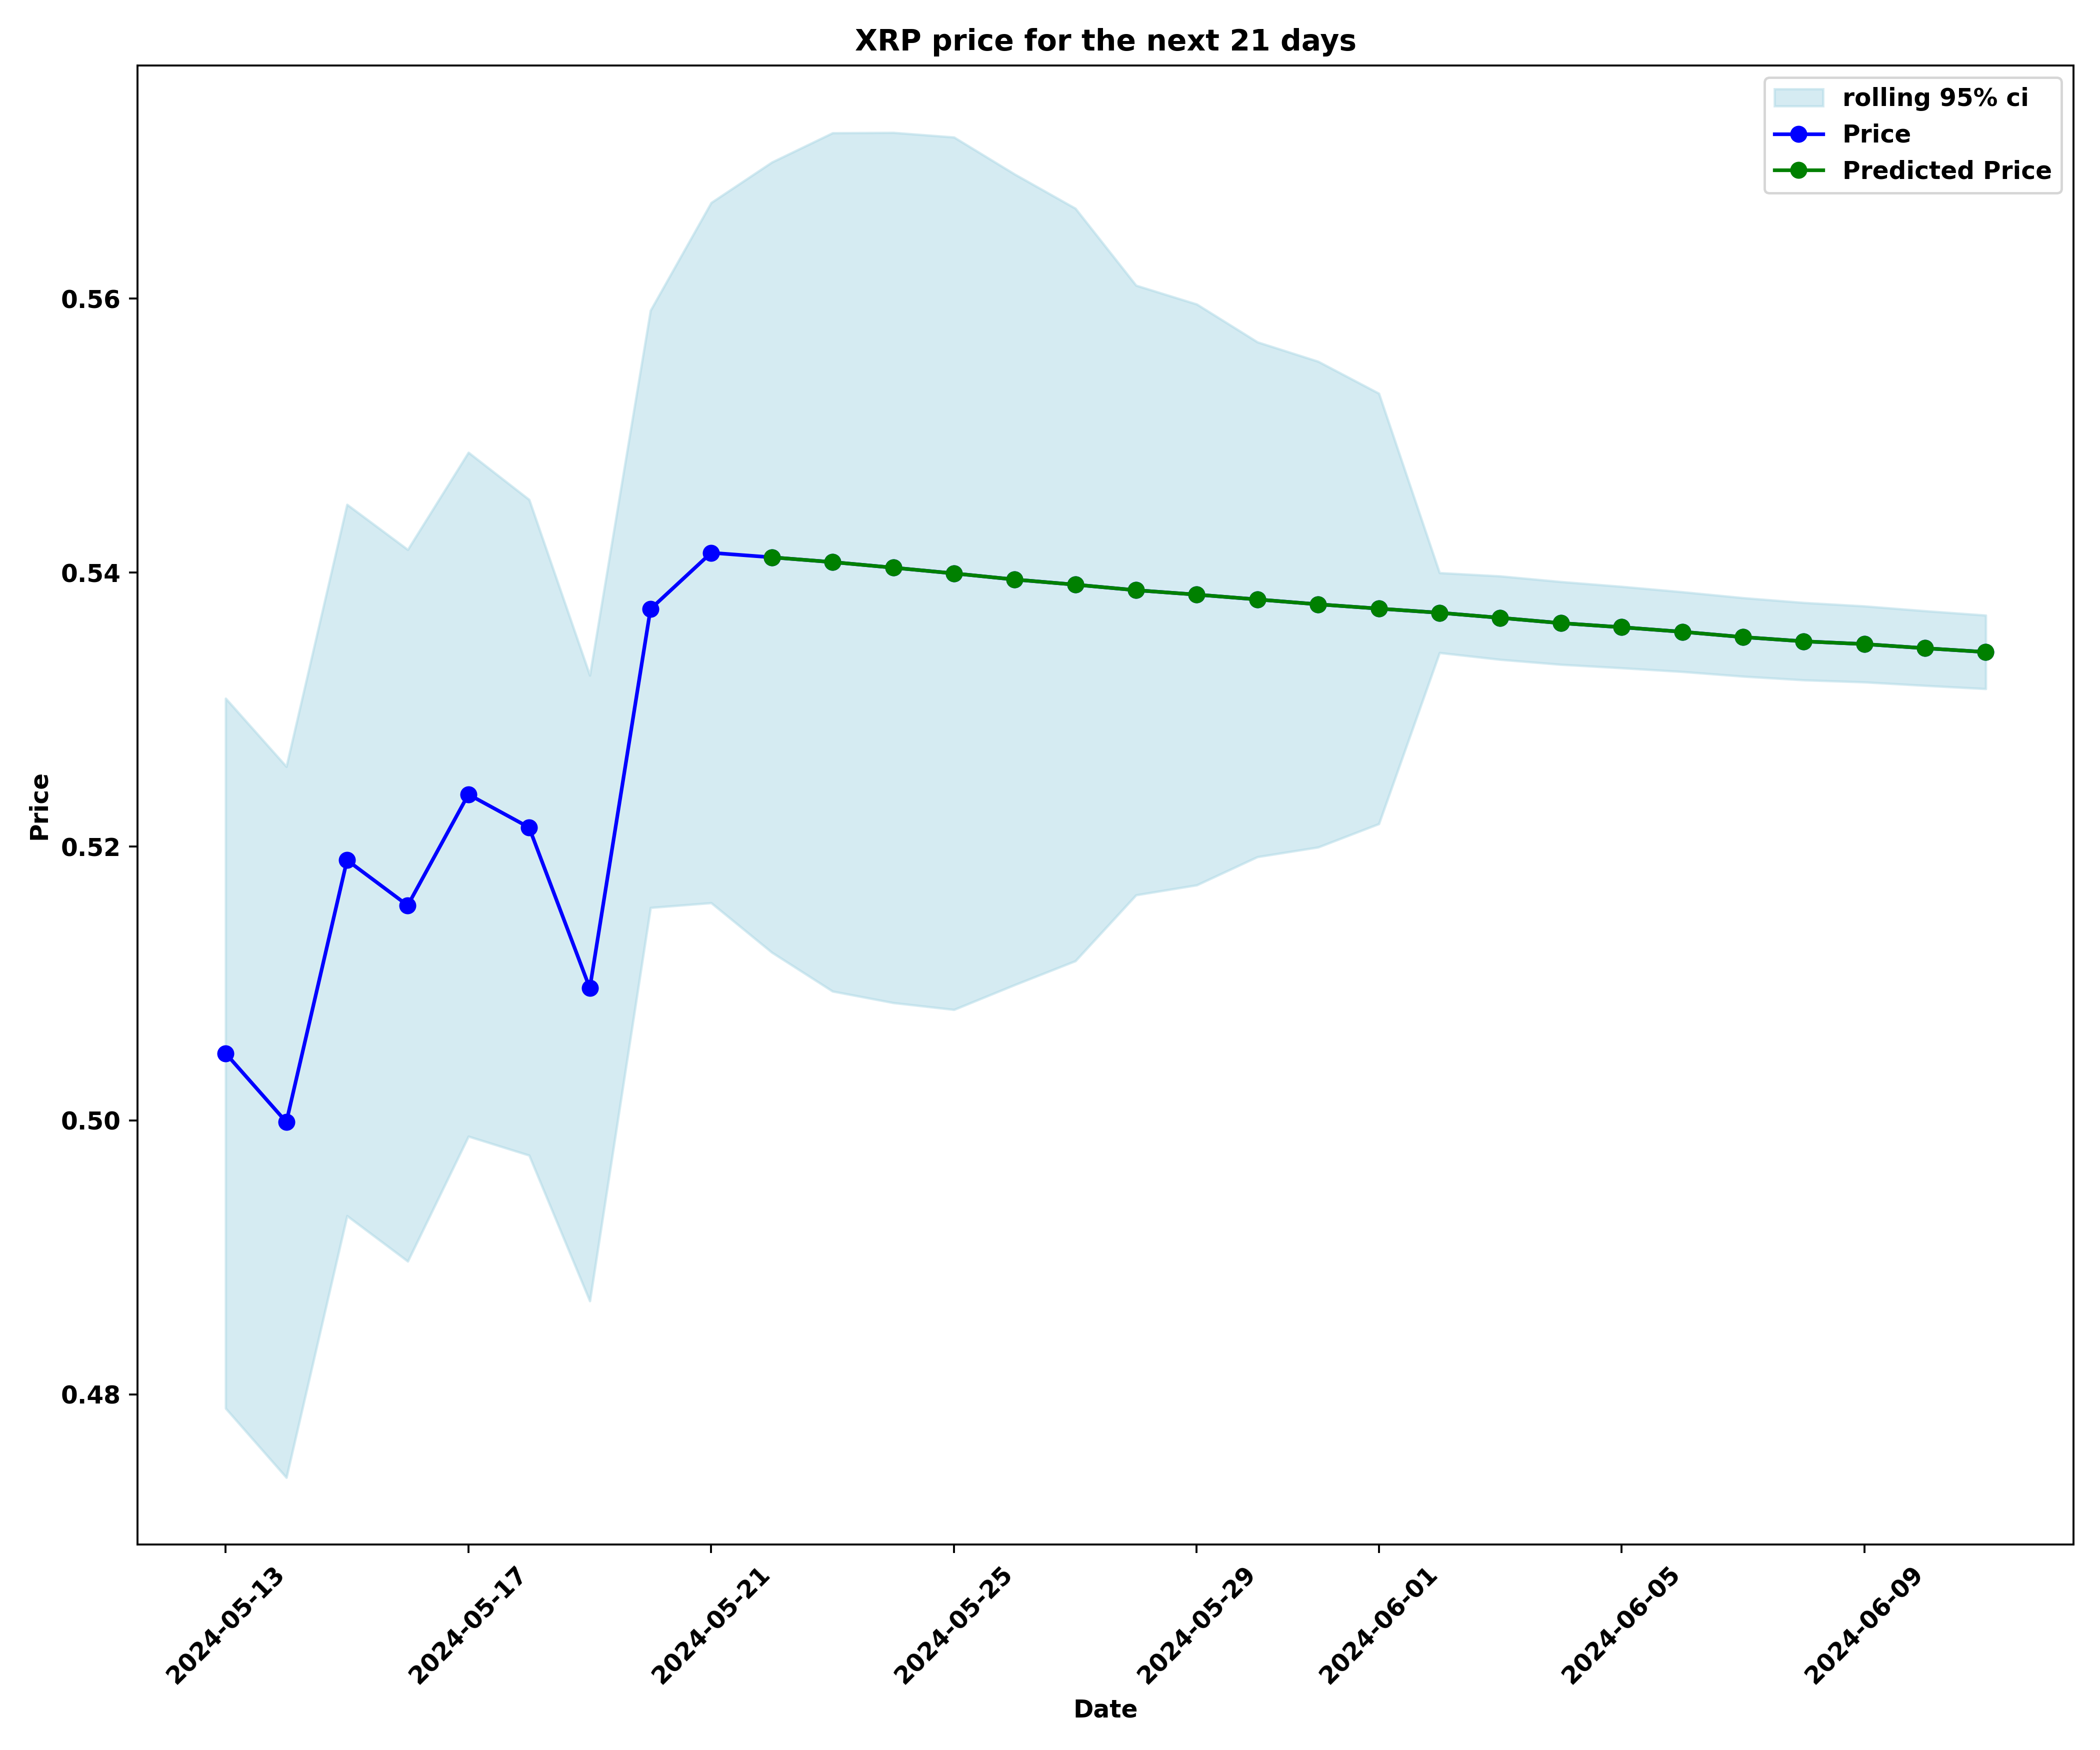 XRP price for the next 21 days
rolling 95% ci
Price
Predicted Price
0.56
0.54
0.52
0.50
0.48
Price
2024-05-13
2024-05-17
2024-05-21
2024-05-25
2024-05-29
2024-06-01
2024-06-05
2024-06-09
Date